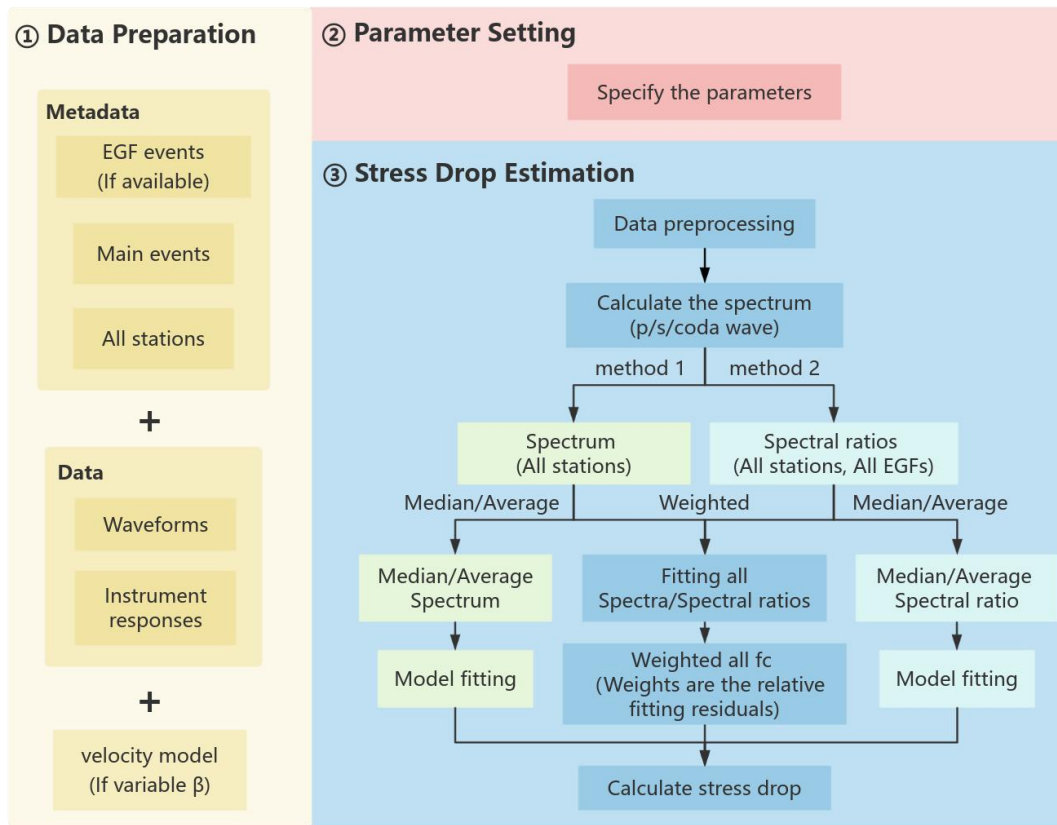 ① Data Preparation
Metadata
EGF events
(If available)
Main events
All stations
+
Data
Waveforms
Instrument
responses
+
velocity model
(If variable β)
② Parameter Setting
Specify the parameters
③ Stress Drop Estimation
Data preprocessing
Calculate the spectrum
(p/s/coda wave)
method 1
method 2
Spectrum
(All stations)
Spectral ratios
(All stations, All EGFs)
Median/Average
Weighted
Median/Average
Median/Average
Spectrum
Fitting all
Spectra/Spectral ratios
Median/Average
Spectral ratio
Model fitting
Weighted all fc
(Weights are the relative
fitting residuals)
Model fitting
Calculate stress drop